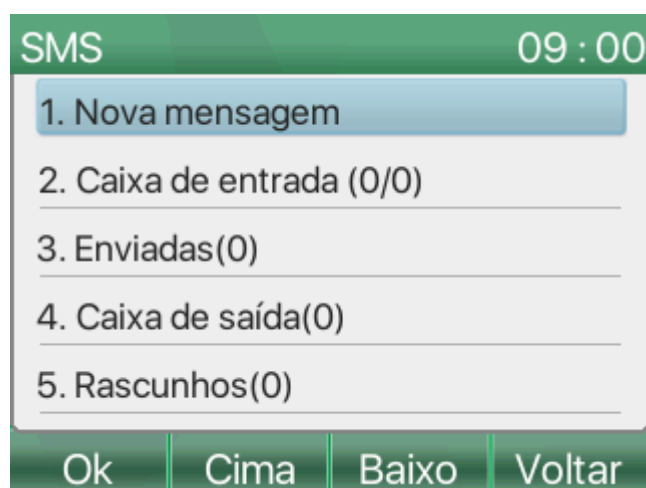 SMS 09 : 00
1. Nova mensagem
2. Caixa de entrada (0/0)
3. Enviadas(0)
4. Caixa de saída(0)
5. Rascunhos(0)
Ok Cima Baixo Voltar